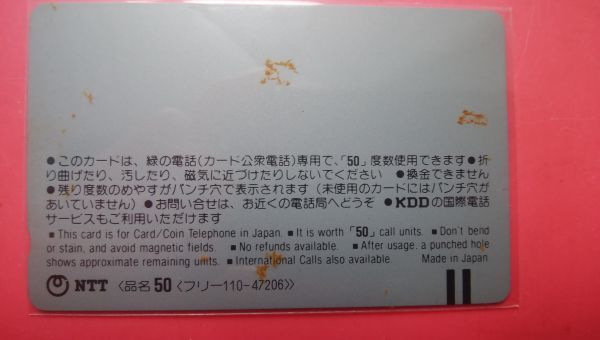 ●このカードは、緑の電話(カード公衆電話)専用で、「50」度数使用できます●折
り曲げたり、汚したり、磁気に近づけたりしないでください ●換金できません
●残り度数のめやすがパンチ穴で表示されます(未使用のカードにはパンチ穴
があいていません) ●お問い合せは、お近くの電話局へどうぞ ●KDDの国際電話
サービスもご利用いただけます
■This card is for Card/Coin Telephone in Japan. ■It is worth「50」call units. ■Don't bend
or stain, and avoid magnetic fields. ■No refunds available. ■After usage. a punched hole
shows approximate remaining units. ■International Calls also available. Made in Japan
NTT 〈品名50〈フリー110-47206〉〉